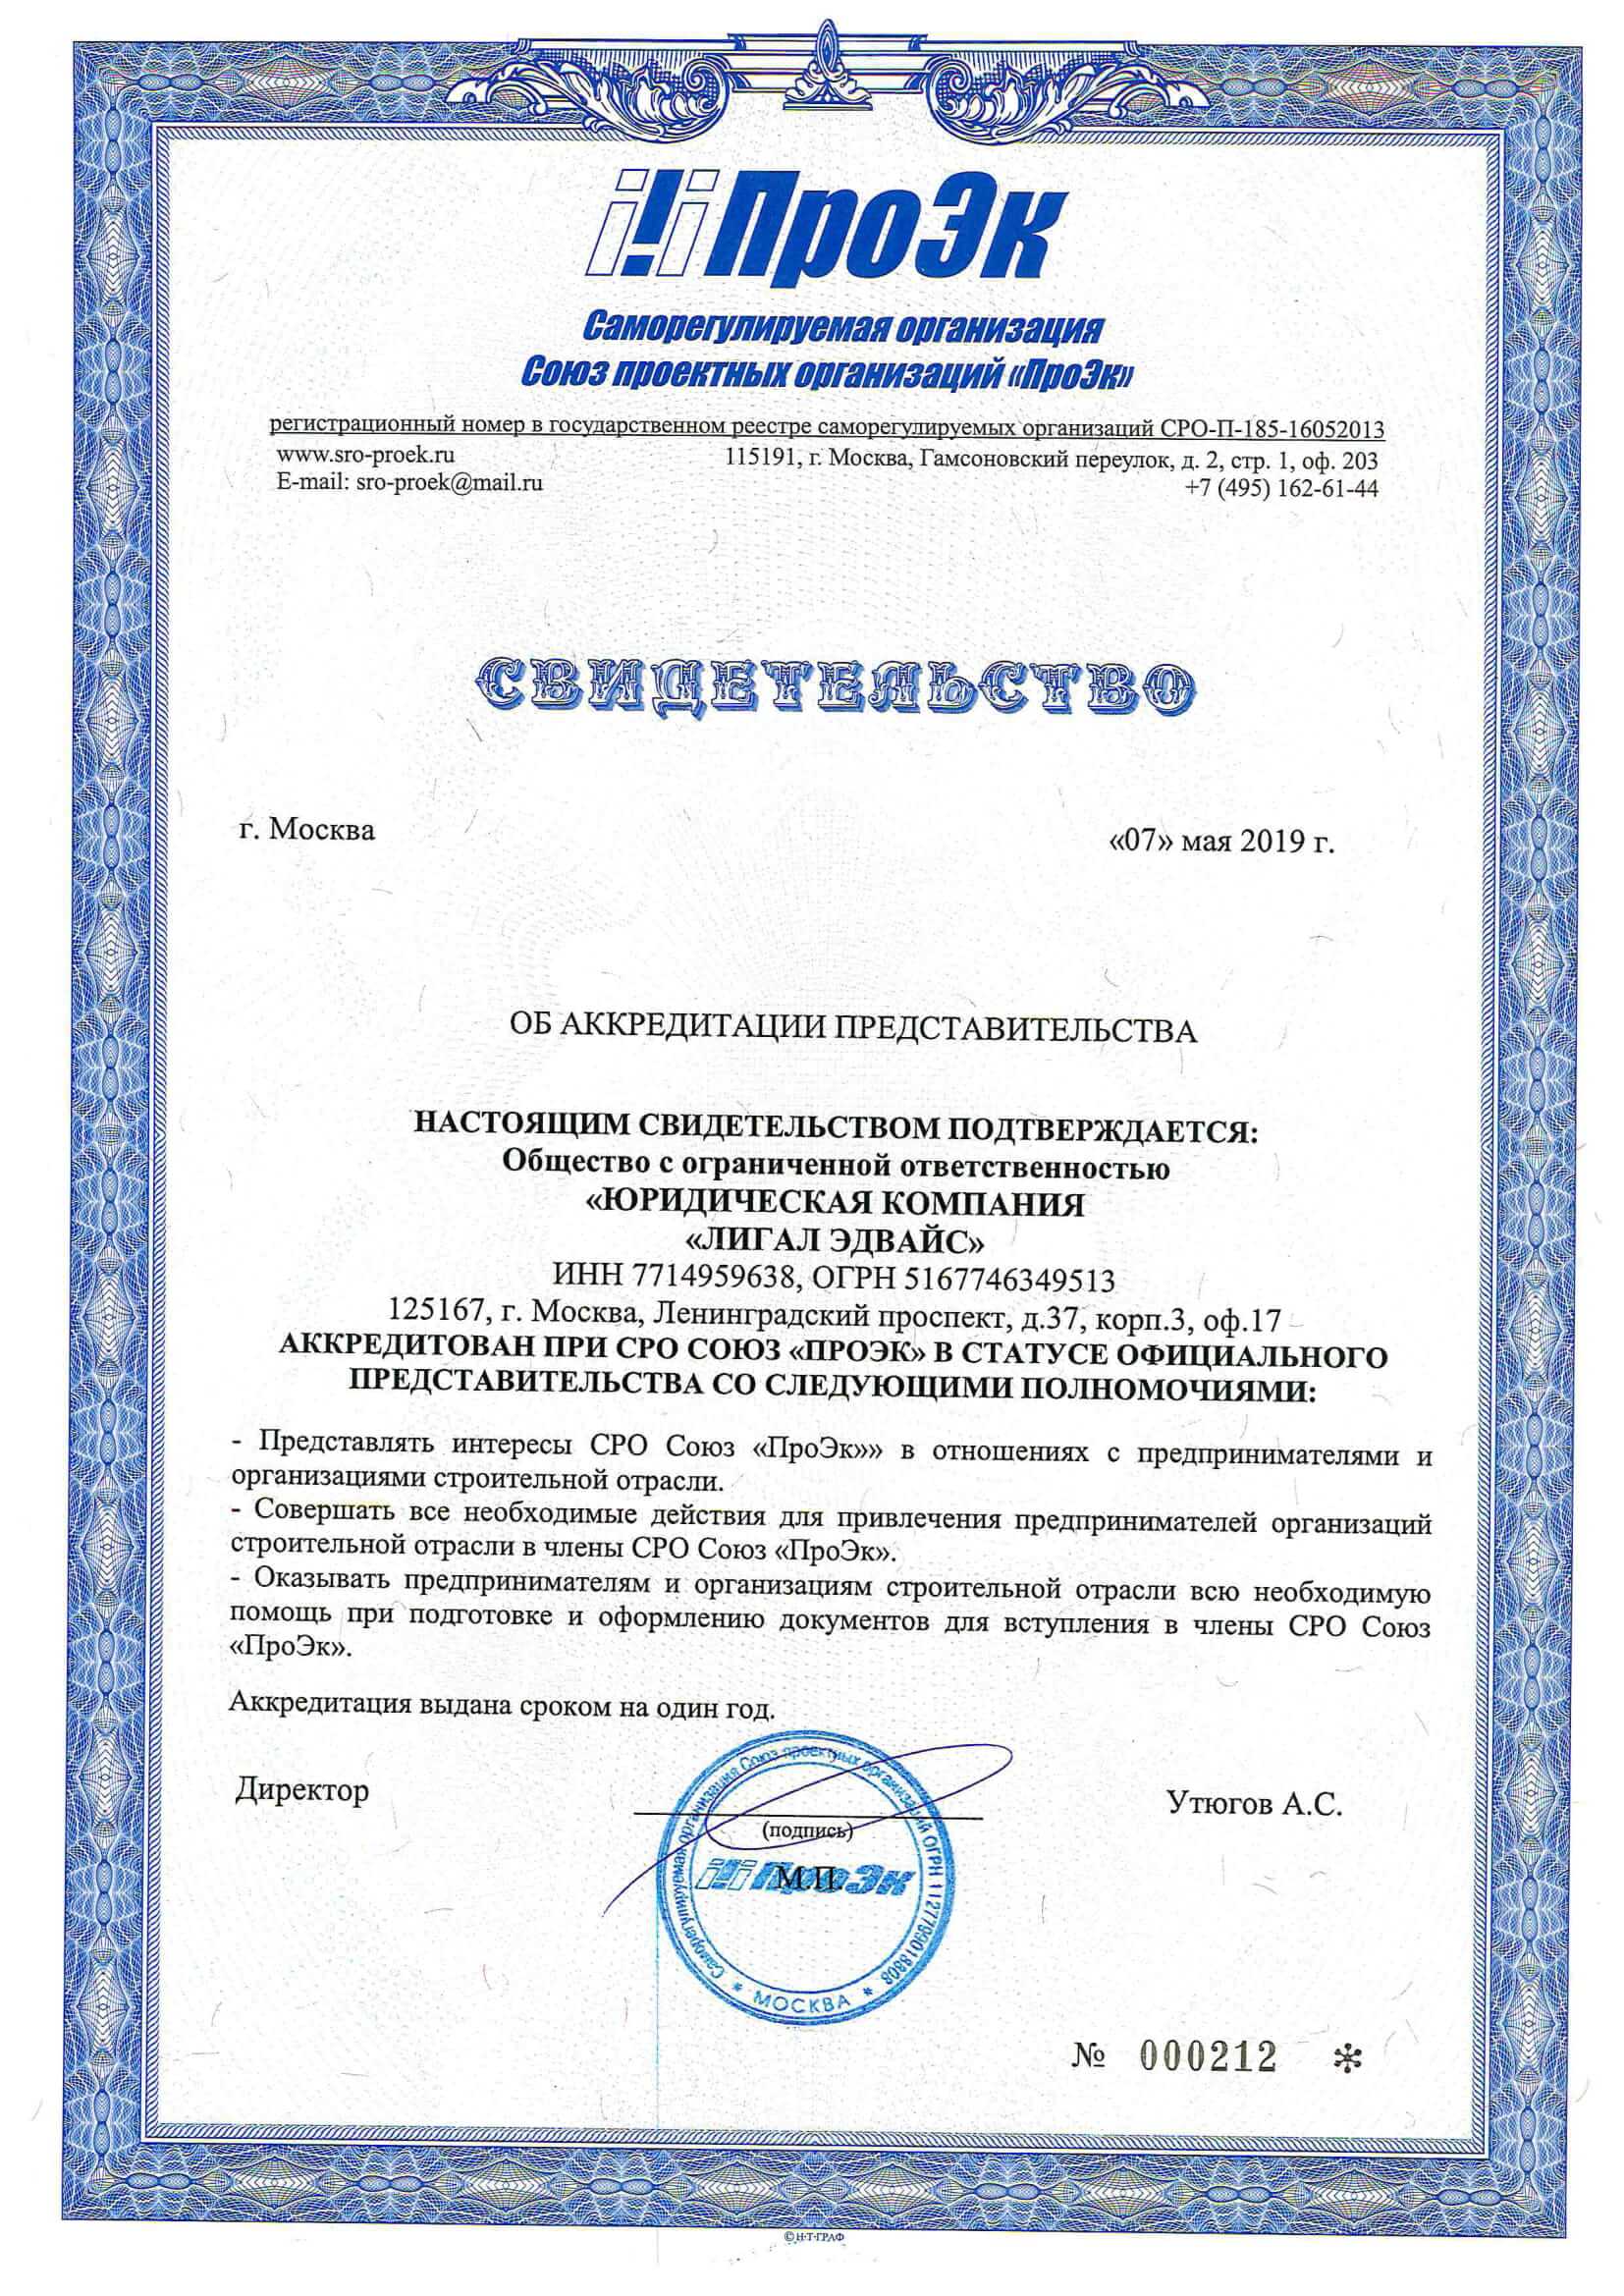 ПроЭк
Саморегулируемая организация
Союз проектных организаций «ПроЭк»
регистрационный номер в государственном реестре саморегулируемых организаций СРО-П-185-16052013
www.sro-proek.ru
115191, г. Москва, Гамсоновский переулок, д. 2, стр. 1, оф. 203
E-mail: sro-proek@mail.ru
+7 (495) 162-61-44
СВИДЕТЕЛЬСТВО
г. Москва
«07» мая 2019 г.
ОБ АККРЕДИТАЦИИ ПРЕДСТАВИТЕЛЬСТВА
НАСТОЯЩИМ СВИДЕТЕЛЬСТВОМ ПОДТВЕРЖДАЕТСЯ:
Общество с ограниченной ответственностью
«ЮРИДИЧЕСКАЯ КОМПАНИЯ
«ЛИГАЛ ЭДВАЙС»
ИНН 7714959638, ОГРН 5167746349513
125167, г. Москва, Ленинградский проспект, д.37, корп.3, оф.17
АККРЕДИТОВАН ПРИ СРО СОЮЗ «ПРОЭК» В СТАТУСЕ ОФИЦИАЛЬНОГО
ПРЕДСТАВИТЕЛЬСТВА СО СЛЕДУЮЩИМИ ПОЛНОМОЧИЯМИ:
- Представлять интересы СРО Союз «ПроЭк»» в отношениях с предпринимателями и
организациями строительной отрасли.
- Совершать все необходимые действия для привлечения предпринимателей организаций
строительной отрасли в члены СРО Союз «ПроЭк».
- Оказывать предпринимателям и организациям строительной отрасли всю необходимую
помощь при подготовке и оформлению документов для вступления в члены СРО Союз
«ПроЭк».
Аккредитация выдана сроком на один год.
Директор
Утюгов А.С.
(подпись)
М.П.
ПроЭк
Саморегулируемая организация Союз проектных организаций ОГРН 1127799013808
* МОСКВА *
№ 000212 *
© Н-Т-ГРАФ